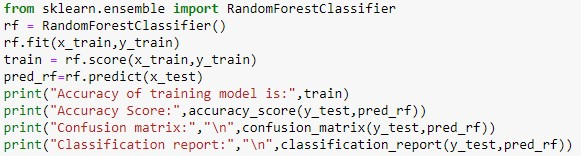 from sklearn.ensemble import RandomForestClassifier
rf = RandomForestClassifier()
rf.fit(x_train,y_train)
train = rf.score(x_train,y_train)
pred_rf=rf.predict(x_test)
print("Accuracy of training model is:",train)
print("Accuracy Score:",accuracy_score(y_test,pred_rf))
print("Confusion matrix:","\n",confusion_matrix(y_test,pred_rf))
print("Classification report:","\n",classification_report(y_test,pred_rf))